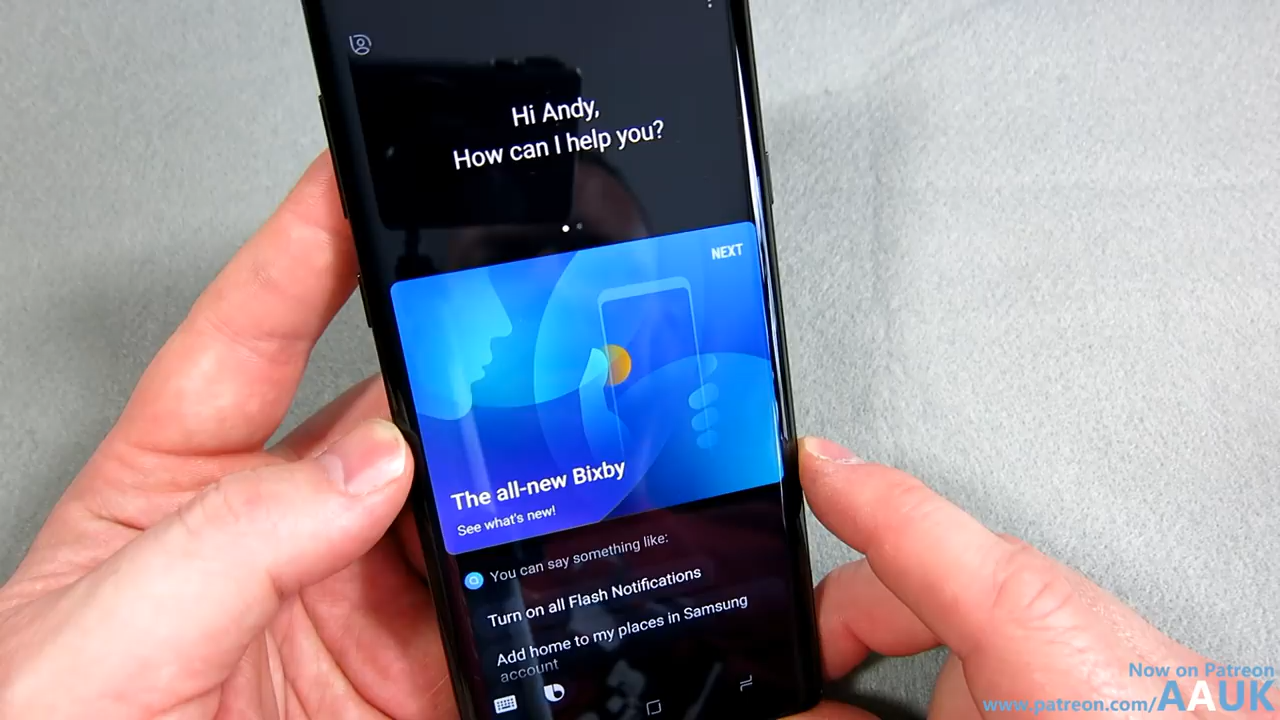 Hi Andy,
How can I help you?
NEXT
The all-new Bixby
See what's new!
You can say something like:
Turn on all Flash Notifications
Add home to my places in Samsung
account
Now on Patreon
www.patreon.com/AAUK